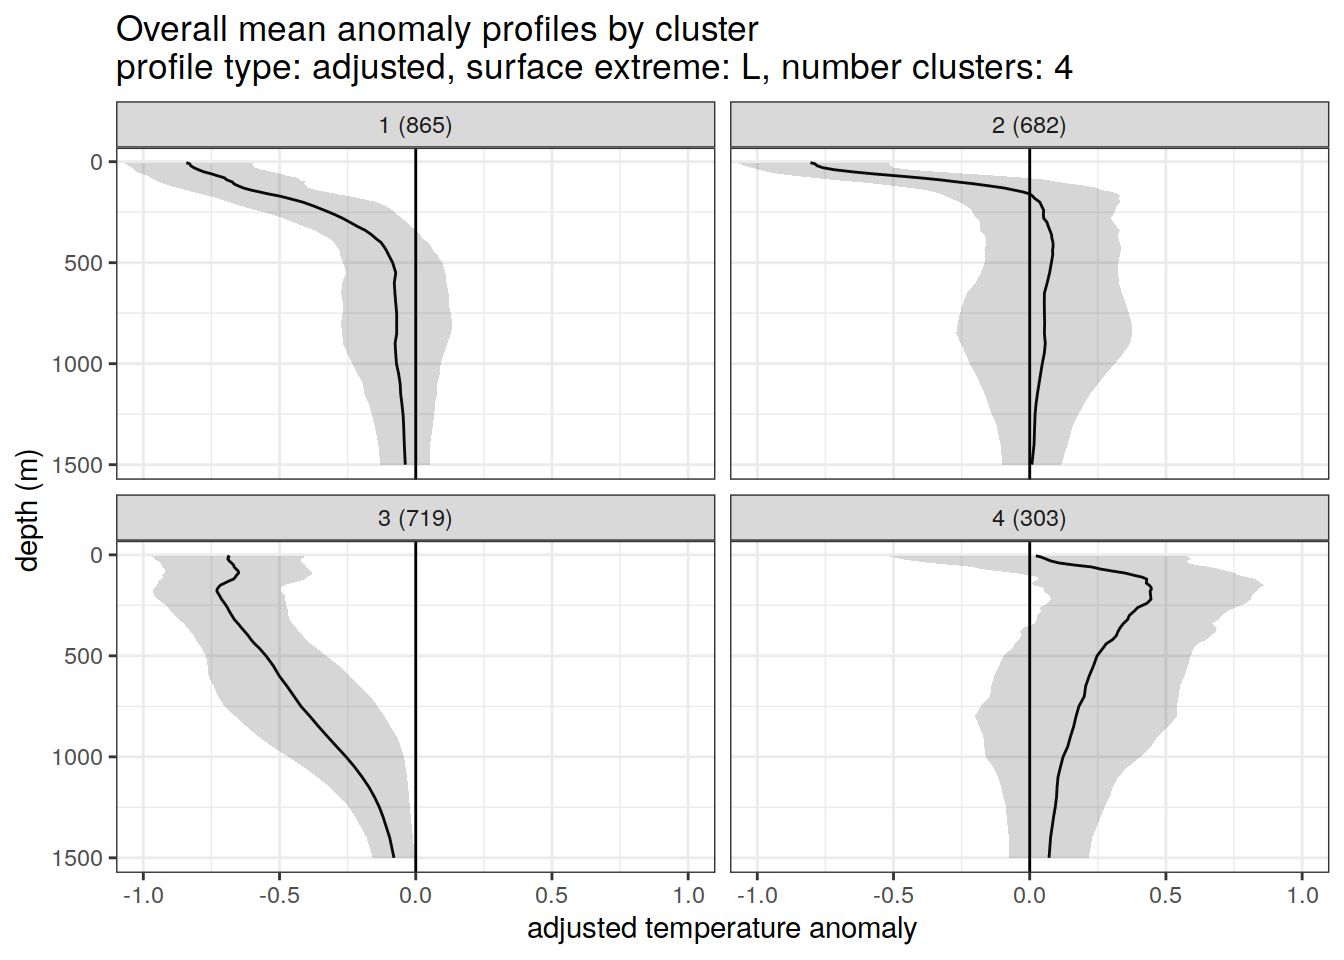 Overall mean anomaly profiles by cluster
profile type: adjusted, surface extreme: L, number clusters: 4
1 (865)
2 (682)
0
500
1000
1500
3 (719)
4 (303)
0
500
1000
1500
depth (m)
-1.0 -0.5 0.0 0.5 1.0 -1.0 -0.5 0.0 0.5 1.0
adjusted temperature anomaly